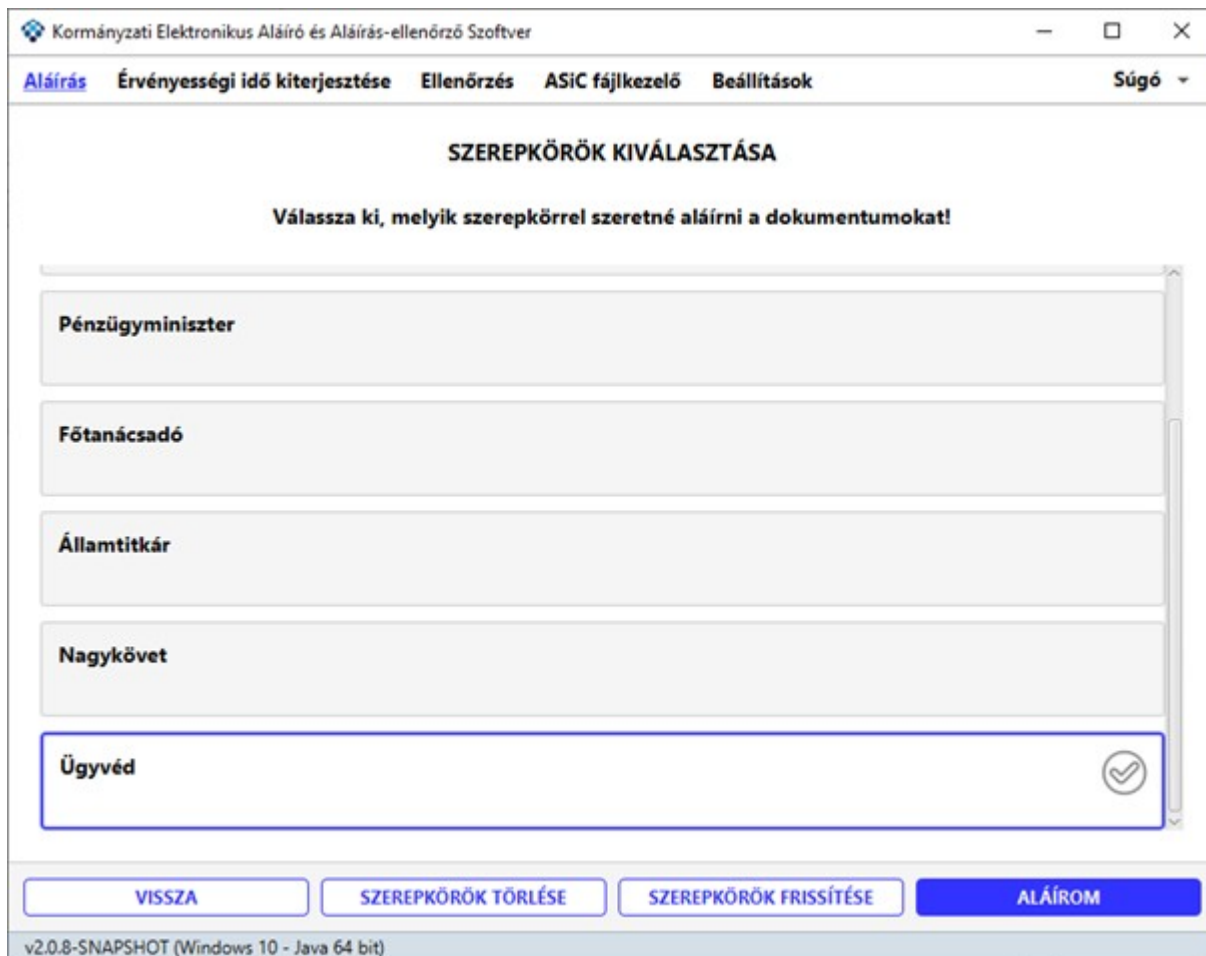 Kormányzati Elektronikus Aláíró és Aláírás-ellenőrző Szoftver
Aláírás Érvényességi idő kiterjesztése Ellenőrzés ASiC fájlkezelő Beállítások Súgó
SZEREPKÖRÖK KIVÁLASZTÁSA
Válassza ki, melyik szerepkörrel szeretné aláírni a dokumentumokat!
Pénzügyminiszter
Főtanácsadó
Államtitkár
Nagykövet
Ügyvéd
VISSZA SZEREPKÖRÖK TÖRLÉSE SZEREPKÖRÖK FRISSÍTÉSE ALÁÍROM
v2.0.8-SNAPSHOT (Windows 10 - Java 64 bit)